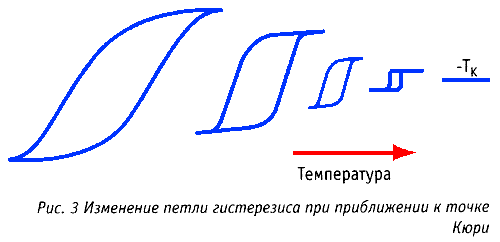 -Tк
Температура
Рис. 3 Изменение петли гистерезиса при приближении к точке
Кюри